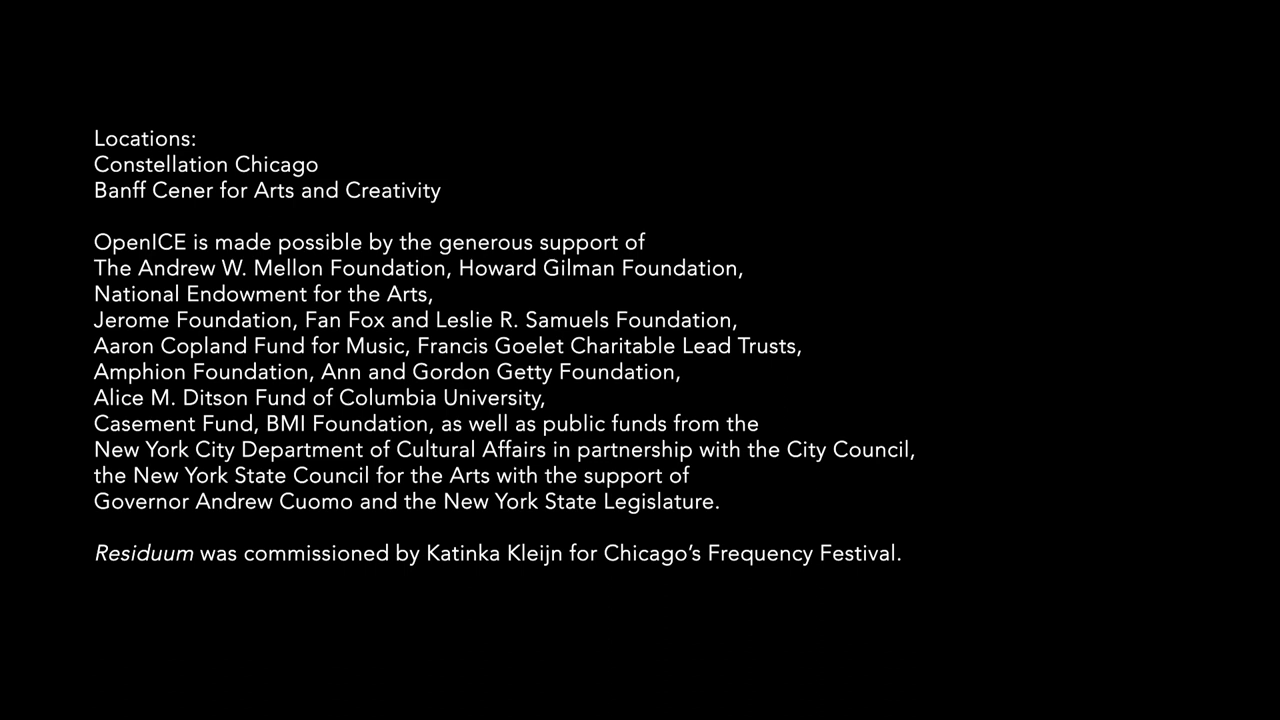 Locations:
Constellation Chicago
Banff Cener for Arts and Creativity
OpenICE is made possible by the generous support of
The Andrew W. Mellon Foundation, Howard Gilman Foundation,
National Endowment for the Arts,
Jerome Foundation, Fan Fox and Leslie R. Samuels Foundation,
Aaron Copland Fund for Music, Francis Goelet Charitable Lead Trusts,
Amphion Foundation, Ann and Gordon Getty Foundation,
Alice M. Ditson Fund of Columbia University,
Casement Fund, BMI Foundation, as well as public funds from the
New York City Department of Cultural Affairs in partnership with the City Council,
the New York State Council for the Arts with the support of
Governor Andrew Cuomo and the New York State Legislature.
Residuum was commissioned by Katinka Kleijn for Chicago’s Frequency Festival.